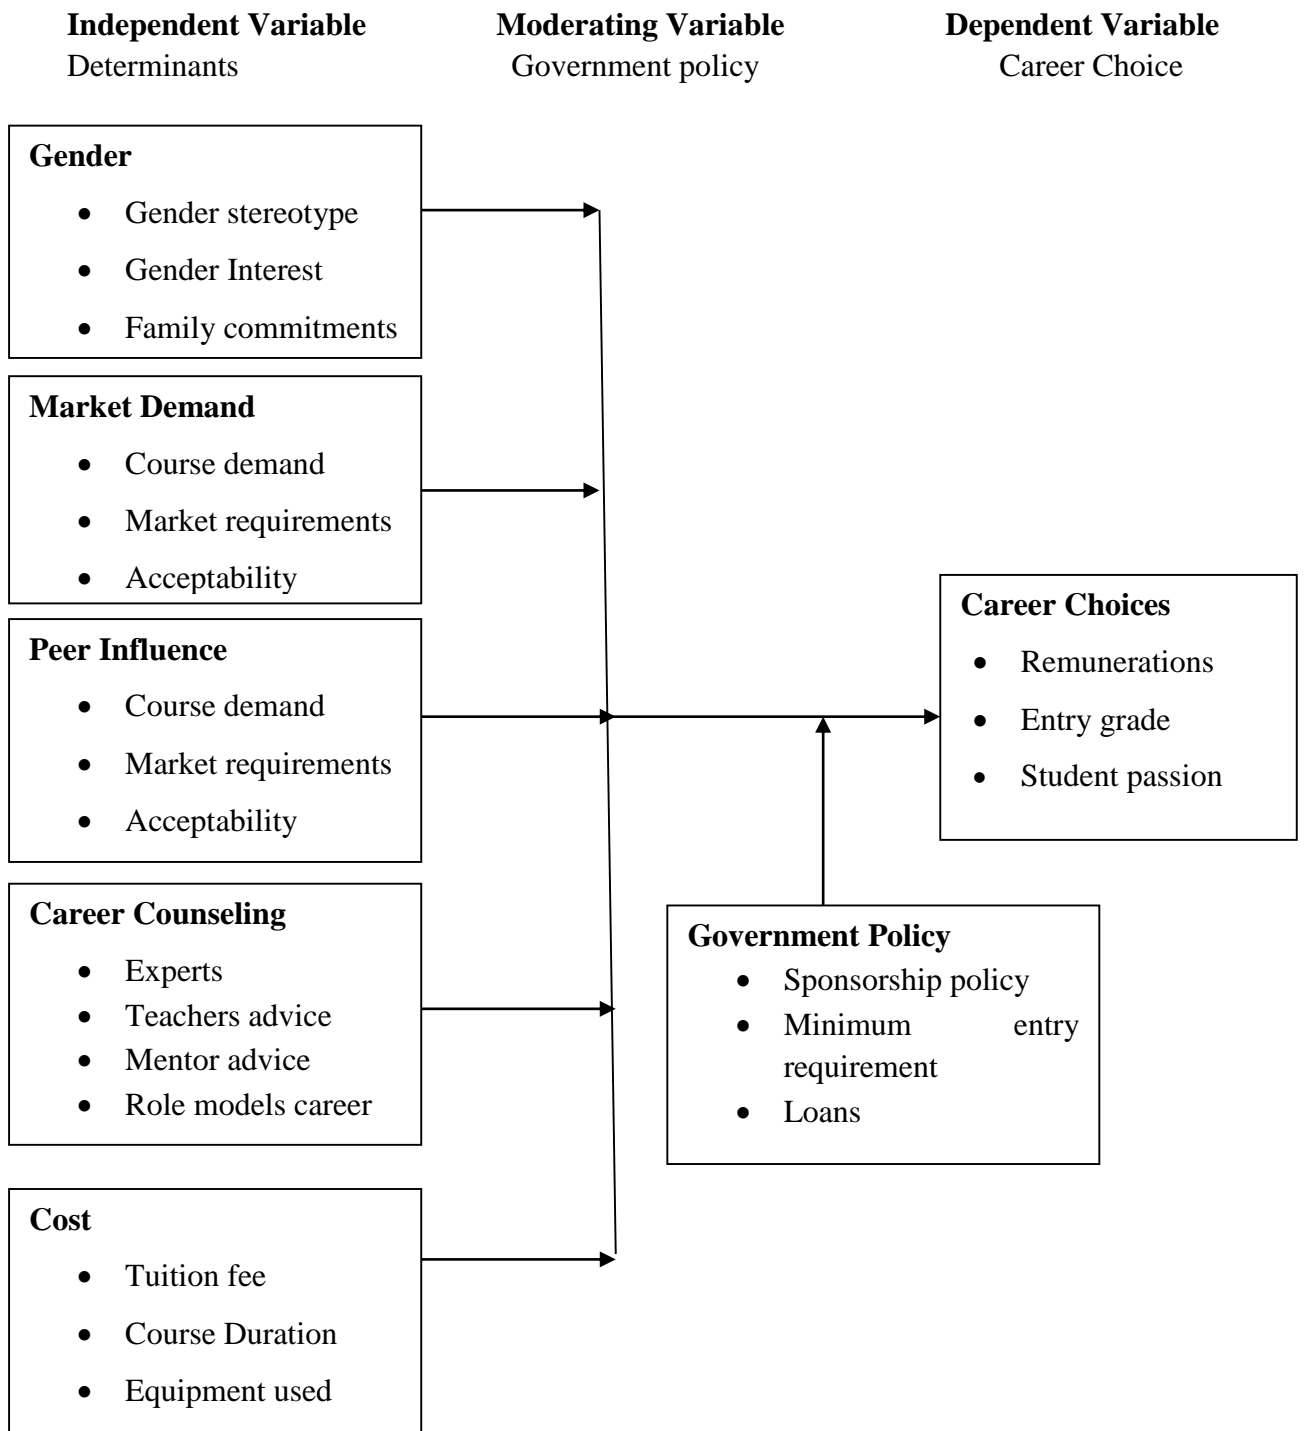 Independent Variable
Determinants
Moderating Variable
Government policy
Dependent Variable
Career Choice
Gender
• Gender stereotype
• Gender Interest
• Family commitments
Market Demand
• Course demand
• Market requirements
• Acceptability
Peer Influence
• Course demand
• Market requirements
• Acceptability
Career Counseling
• Experts
• Teachers advice
• Mentor advice
• Role models career
Cost
• Tuition fee
• Course Duration
• Equipment used
Government Policy
• Sponsorship policy
• Minimum entry
requirement
• Loans
Career Choices
• Remunerations
• Entry grade
• Student passion